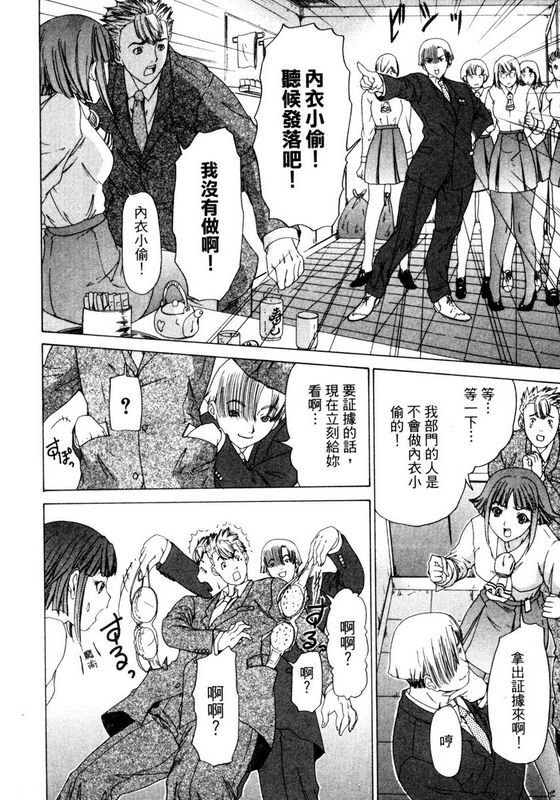 內衣小偷！
聽候發落吧！
我沒有做啊！
內衣小偷！
等…
等一下…
我部門的人是
不會做內衣小
偷的！
拿出証據來啊！
哼
要証據的話，
現在立刻給妳
看啊…
？
すぽっ
啊啊？
啊？
啊啊？
するっ
するっ
魔術